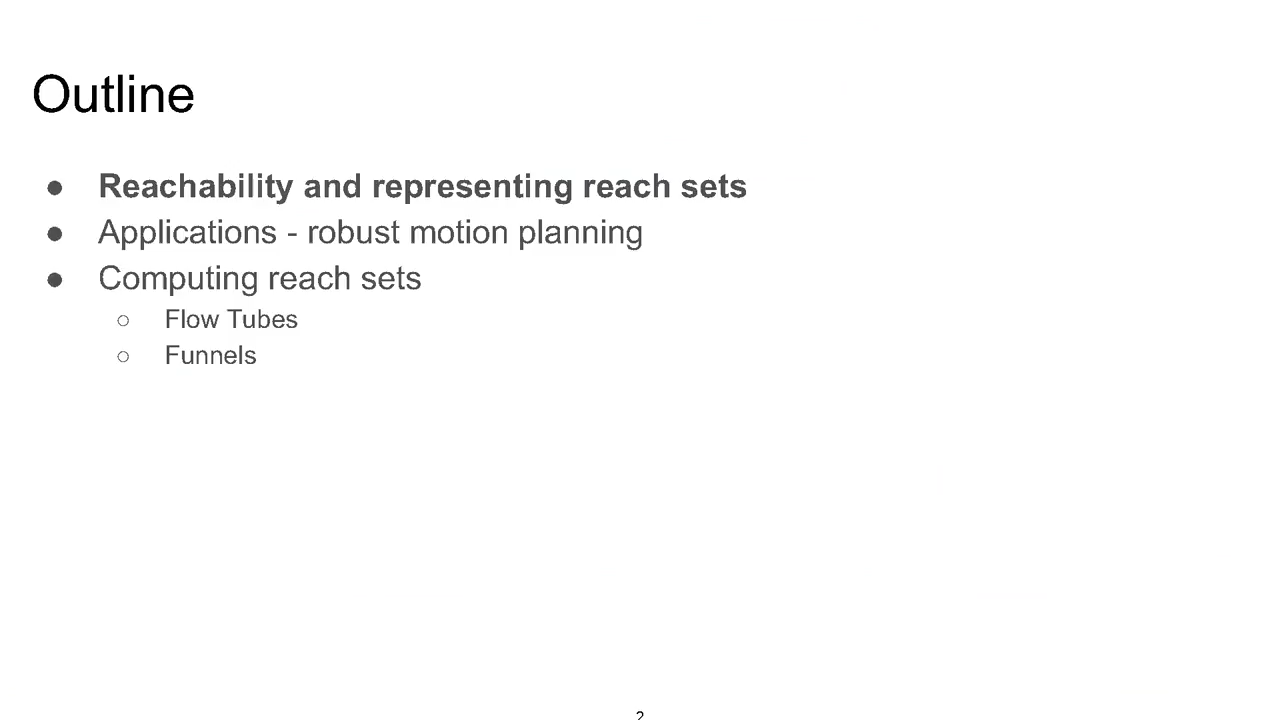 Outline
● Reachability and representing reach sets
● Applications - robust motion planning
● Computing reach sets
○ Flow Tubes
○ Funnels
2